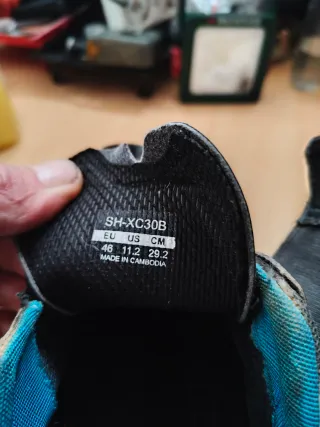 SH-XC30B
EU US CM
46 11.2 29.2
MADE IN CAMBODIA